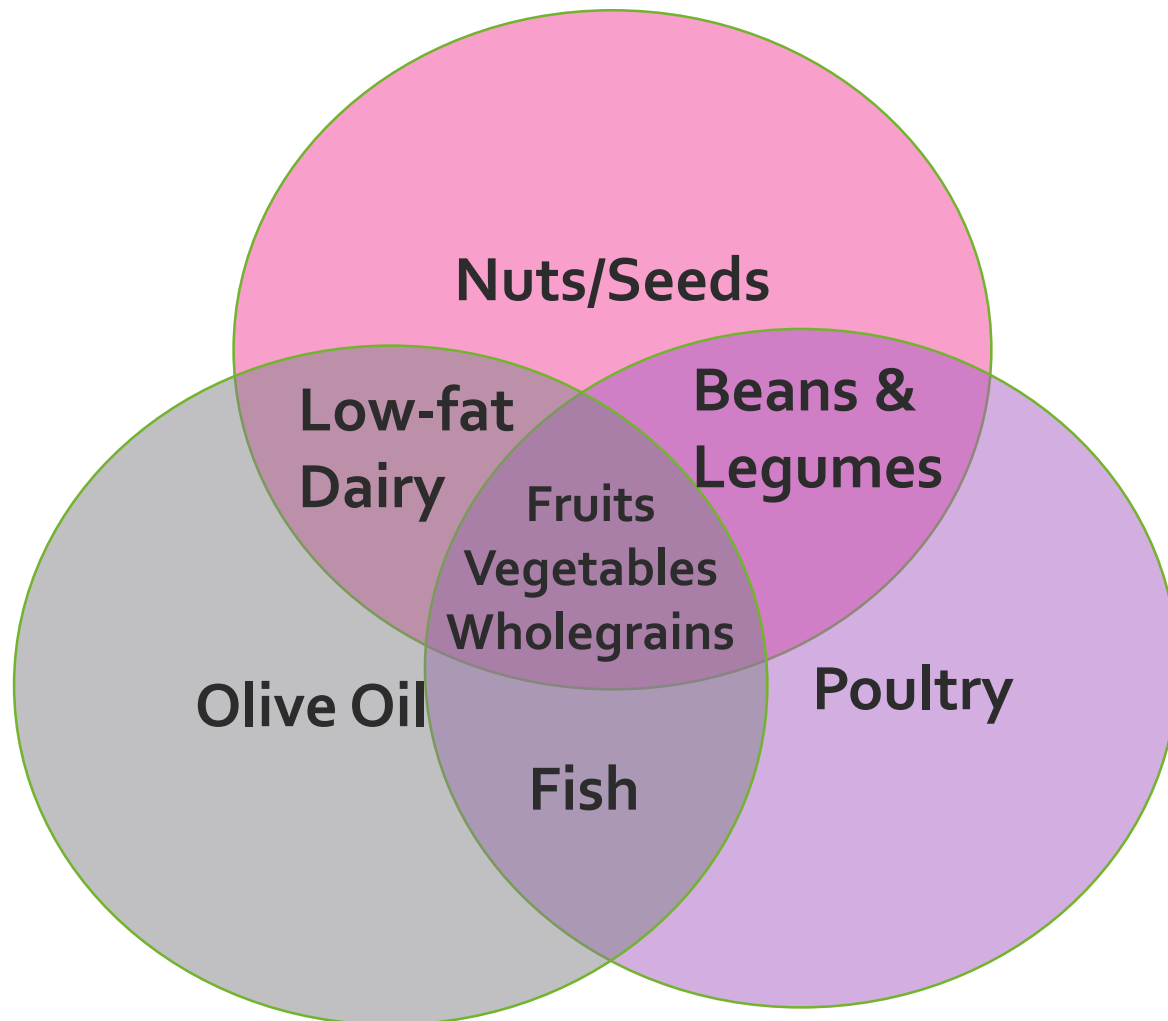 Nuts/Seeds
Low-fat
Dairy
Beans &
Legumes
Fruits
Vegetables
Wholegrains
Olive Oil
Poultry
Fish